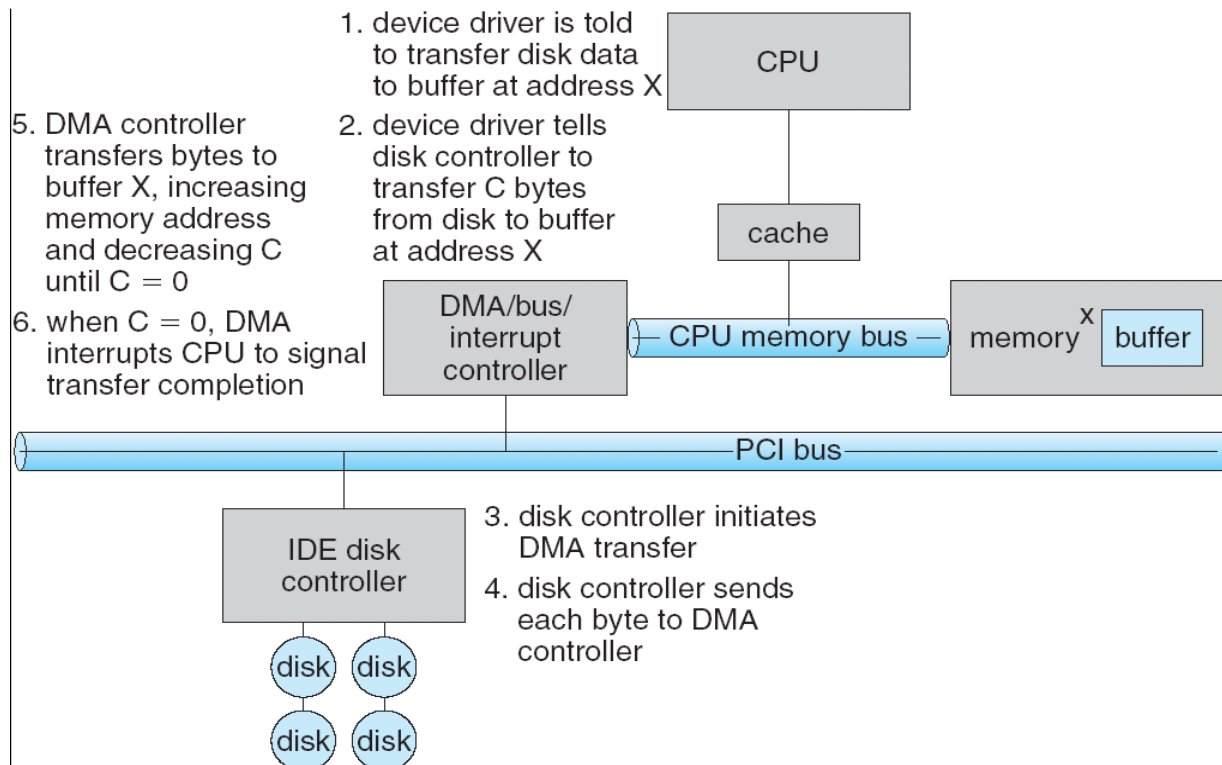 1. device driver is told
to transfer disk data
to buffer at address X
CPU
2. device driver tells
disk controller to
transfer C bytes
from disk to buffer
at address X
cache
5. DMA controller
transfers bytes to
buffer X, increasing
memory address
and decreasing C
until C = 0
6. when C = 0, DMA
interrupts CPU to signal
transfer completion
DMA/bus/
interrupt
controller
CPU memory bus
memory
x
buffer
PCI bus
IDE disk
controller
3. disk controller initiates
DMA transfer
4. disk controller sends
each byte to DMA
controller
disk
disk
disk
disk